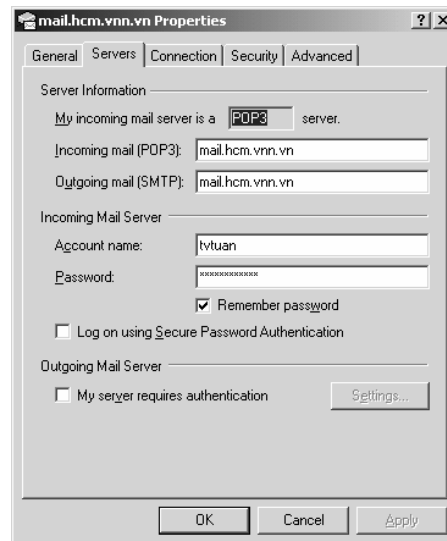 mail.hcm.vnn.vn Properties
General Servers Connection Security Advanced
Server Information
My incoming mail server is a POP3 server.
Incoming mail (POP3): mail.hcm.vnn.vn
Outgoing mail (SMTP): mail.hcm.vnn.vn
Incoming Mail Server
Account name: tvtuan
Password: ************
Remember password
Log on using Secure Password Authentication
Outgoing Mail Server
My server requires authentication Settings...
OK Cancel Apply